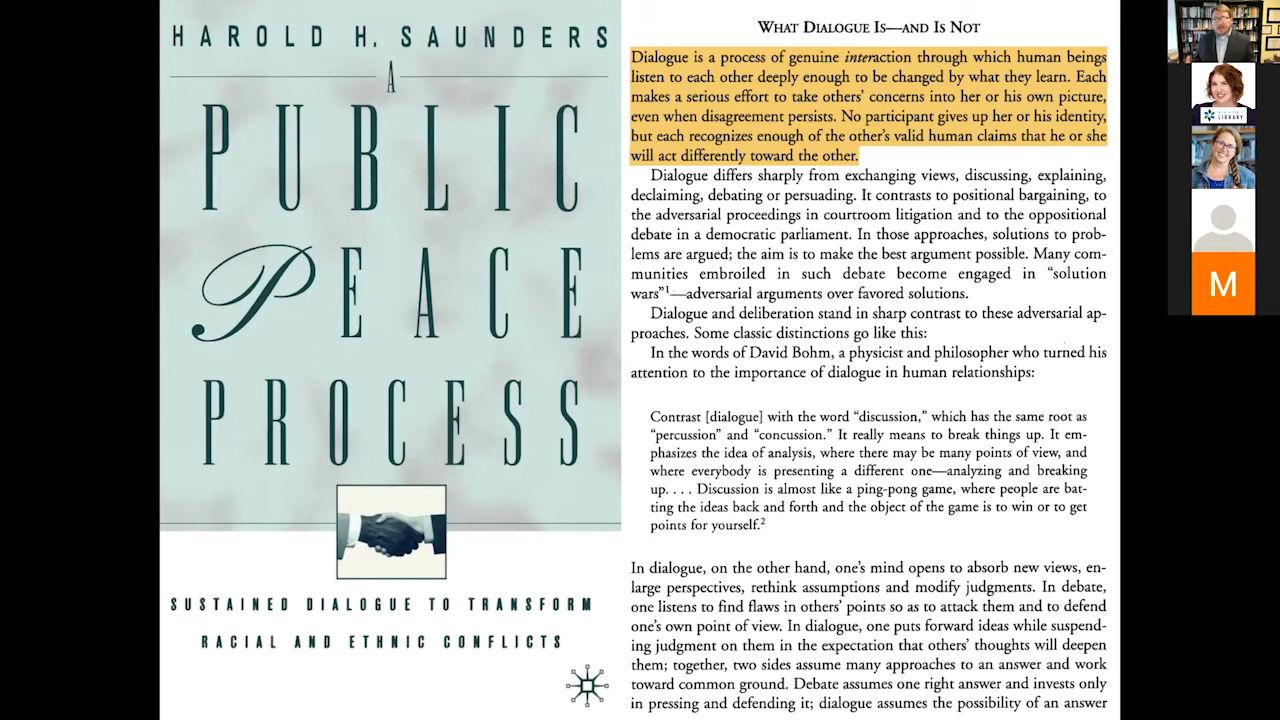 HAROLD H. SAUNDERS
A
PUBLIC
PEACE
PROCESS
SUSTAINED DIALOGUE TO TRANSFORM
RACIAL AND ETHNIC CONFLICTS
WHAT DIALOGUE IS—AND IS NOT
Dialogue is a process of genuine interaction through which human beings
listen to each other deeply enough to be changed by what they learn. Each
makes a serious effort to take others' concerns into her or his own picture,
even when disagreement persists. No participant gives up her or his identity,
but each recognizes enough of the other's valid human claims that he or she
will act differently toward the other.
Dialogue differs sharply from exchanging views, discussing, explaining,
declaiming, debating or persuading. It contrasts to positional bargaining, to
the adversarial proceedings in courtroom litigation and to the oppositional
debate in a democratic parliament. In those approaches, solutions to prob-
lems are argued; the aim is to make the best argument possible. Many com-
munities embroiled in such debate become engaged in "solution
wars"1—adversarial arguments over favored solutions.
Dialogue and deliberation stand in sharp contrast to these adversarial ap-
proaches. Some classic distinctions go like this:
In the words of David Bohm, a physicist and philosopher who turned his
attention to the importance of dialogue in human relationships:
Contrast [dialogue] with the word "discussion," which has the same root as
"percussion" and "concussion." It really means to break things up. It em-
phasizes the idea of analysis, where there may be many points of view, and
where everybody is presenting a different one—analyzing and breaking
up. . . . Discussion is almost like a ping-pong game, where people are bat-
ting the ideas back and forth and the object of the game is to win or to get
points for yourself.2
In dialogue, on the other hand, one's mind opens to absorb new views, en-
large perspectives, rethink assumptions and modify judgments. In debate,
one listens to find flaws in others' points so as to attack them and to defend
one's own point of view. In dialogue, one puts forward ideas while suspend-
ing judgment on them in the expectation that others' thoughts will deepen
them; together, two sides assume many approaches to an answer and work
toward common ground. Debate assumes one right answer and invests only
in pressing and defending it; dialogue assumes the possibility of an answer
LIBRARY
M